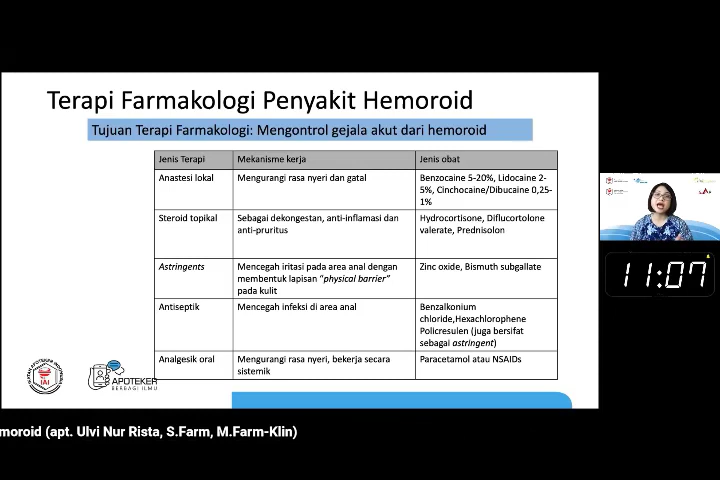 Terapi Farmakologi Penyakit Hemoroid
Tujuan Terapi Farmakologi: Mengontrol gejala akut dari hemoroid
Jenis Terapi Mekanisme kerja Jenis obat
Anastesi lokal Mengurangi rasa nyeri dan gatal Benzocaine 5-20%, Lidocaine 2-
5%, Cinchocaine/Dibucaine 0,25-
1%
Steroid topikal Sebagai dekongestan, anti-inflamasi dan Hydrocortisone, Diflucortolone
anti-pruritus valerate, Prednisolon
Astringents Mencegah iritasi pada area anal dengan Zinc oxide, Bismuth subgallate
membentuk lapisan "physical barrier"
pada kulit
Antiseptik Mencegah infeksi di area anal Benzalkonium
chloride,Hexachlorophene
Policresulen (juga bersifat
sebagai astringent)
Analgesik oral Mengurangi rasa nyeri, bekerja secara Paracetamol atau NSAIDs
sistemik
IAI
APOTEKER
BERBAGI ILMU
11:07
moroid (apt. Ulvi Nur Rista, S.Farm, M.Farm-Klin)